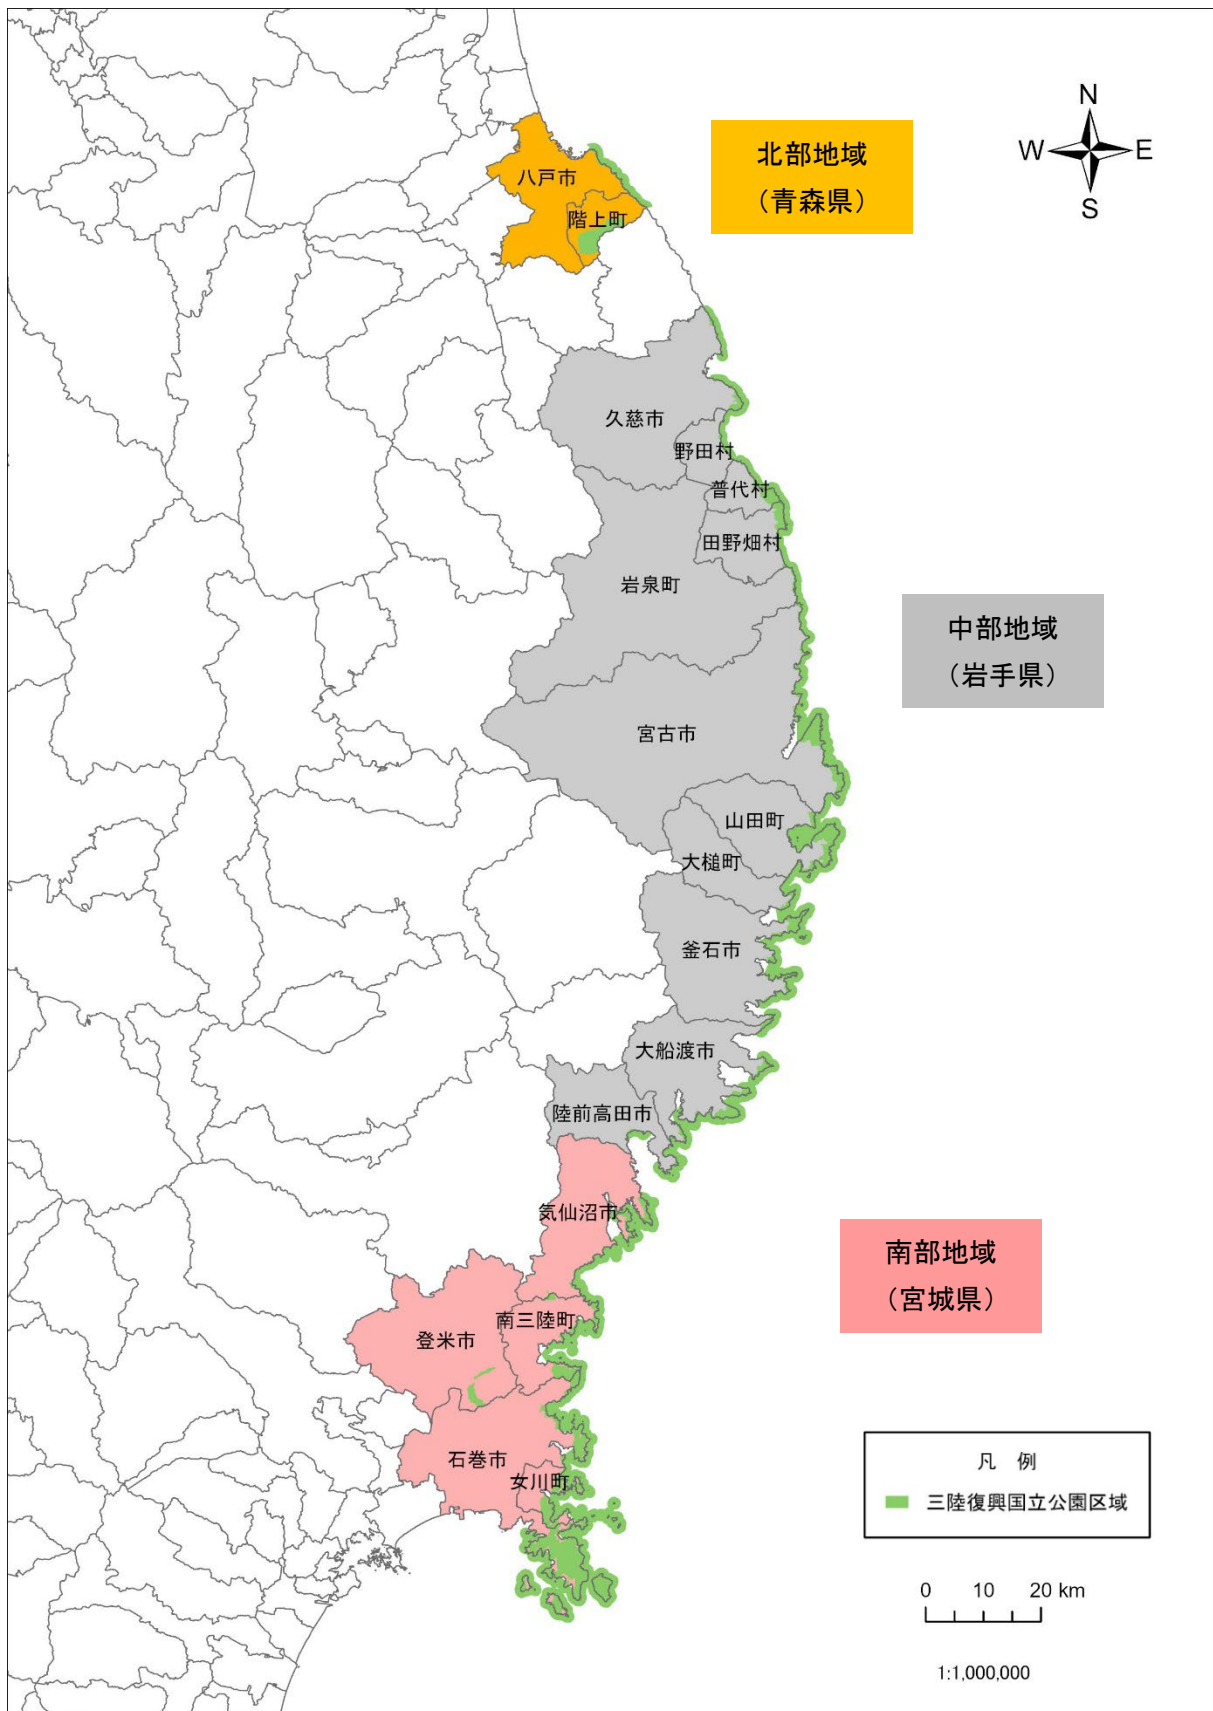 N
W E
S
北部地域
（青森県）
八戸市
階上町
久慈市
野田村
普代村
田野畑村
岩泉町
中部地域
（岩手県）
宮古市
山田町
大槌町
釜石市
大船渡市
陸前高田市
気仙沼市
南部地域
（宮城県）
南三陸町
登米市
石巻市
女川町
凡 例
三陸復興国立公園区域
0 10 20 km
1:1,000,000